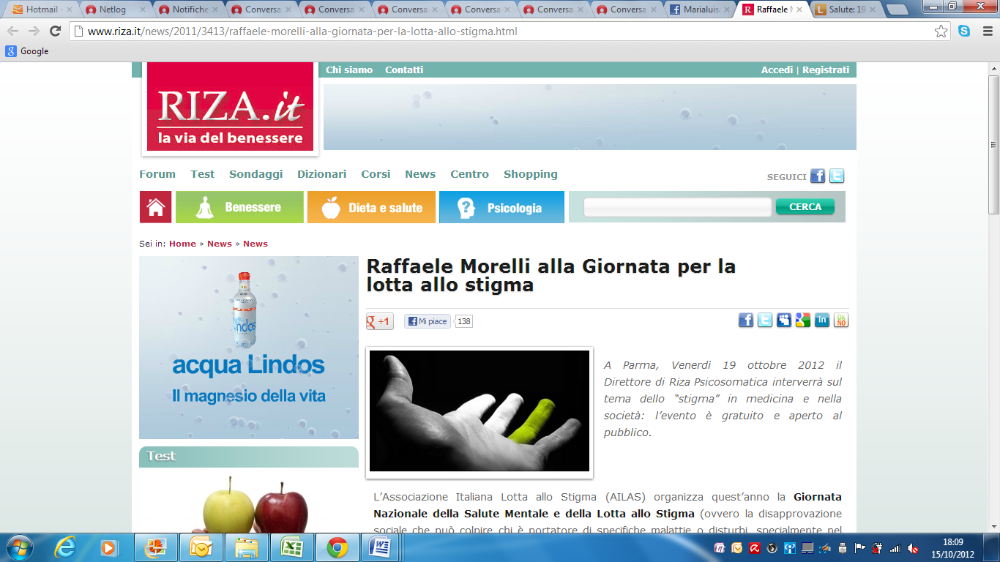 Hotmail -
Netlog
Notifiche
Conversa
Conversa
Conversa
Conversa
Conversa
Conversa
Marialuisa
Raffaele M
Salute: 19
www.riza.it/news/2011/3413/raffaele-morelli-alla-giornata-per-la-lotta-allo-stigma.html
Google
RIZA.it
la via del benessere
Chi siamo Contatti
Accedi | Registrati
Forum Test Sondaggi Dizionari Corsi News Centro Shopping
SEGUICI
Benessere
Dieta e salute
Psicologia
CERCA
Sei in: Home » News » News
Lindos
acqua Lindos
Il magnesio della vita
Test
Raffaele Morelli alla Giornata per la
lotta allo stigma
g +1
Mi piace 138
OK
NO
A Parma, Venerdì 19 ottobre 2012 il
Direttore di Riza Psicosomatica interverrà sul
tema dello “stigma” in medicina e nella
società: l’evento è gratuito e aperto al
pubblico.
L’Associazione Italiana Lotta allo Stigma (AILAS) organizza quest’anno la Giornata
Nazionale della Salute Mentale e della Lotta allo Stigma (ovvero la disapprovazione
sociale che può colpire chi è portatore di specifiche malattie o disturbi, specialmente nel
18:09
15/10/2012